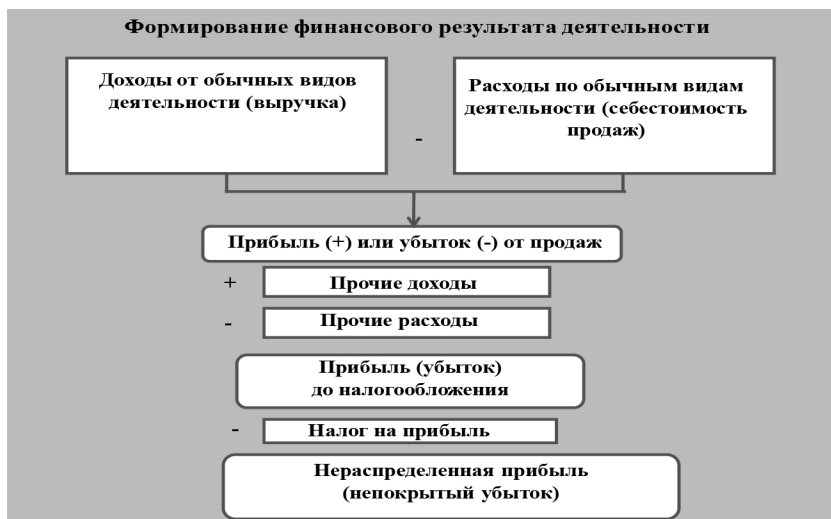 Формирование финансового результата деятельности
Доходы от обычных видов
деятельности (выручка)
-
Расходы по обычным видам
деятельности (себестоимость
продаж)
Прибыль (+) или убыток (-) от продаж
+ Прочие доходы
- Прочие расходы
Прибыль (убыток)
до налогообложения
- Налог на прибыль
Нераспределенная прибыль
(непокрытый убыток)